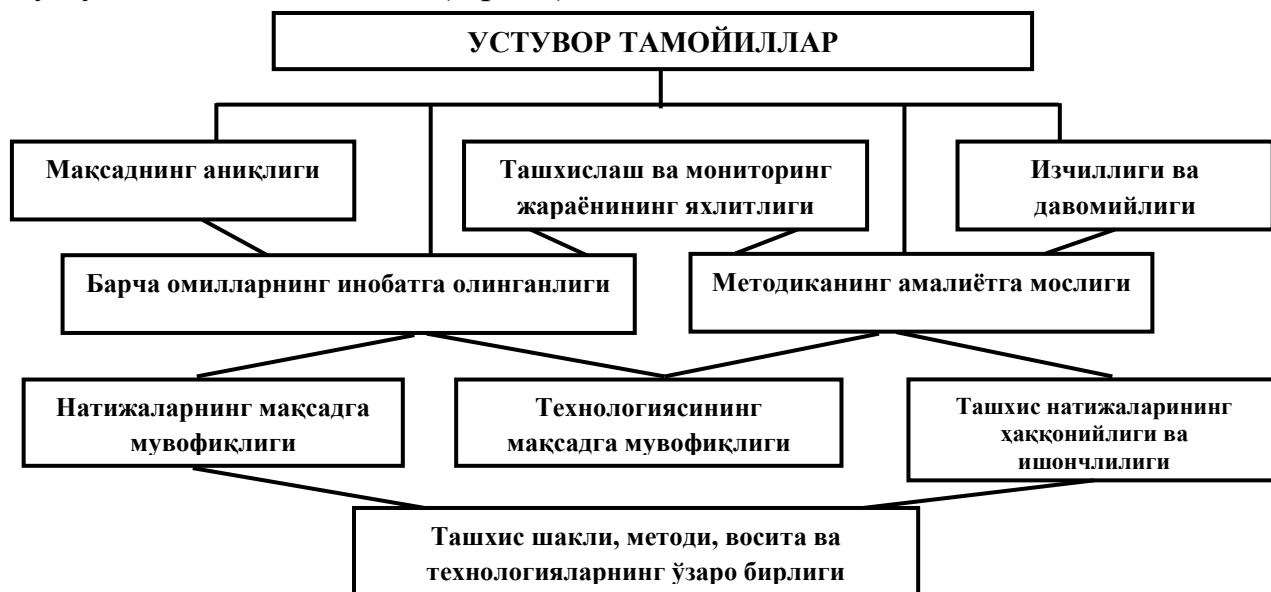 УСТУВОР ТАМОЙИЛЛАР
Мақсаднинг аниқлиги
Ташхислаш ва мониторинг
жараёнининг яхлитлиги
Изчиллиги ва
давомийлиги
Барча омилларнинг инобатга олинганлиги
Методиканинг амалиётга мослиги
Натижаларнинг мақсадга
мувофиқлиги
Технологиясининг
мақсадга мувофиқлиги
Ташхис натижаларининг
ҳаққонийлиги ва
ишончлилиги
Ташхис шакли, методи, восита ва
технологияларнинг ўзаро бирлиги